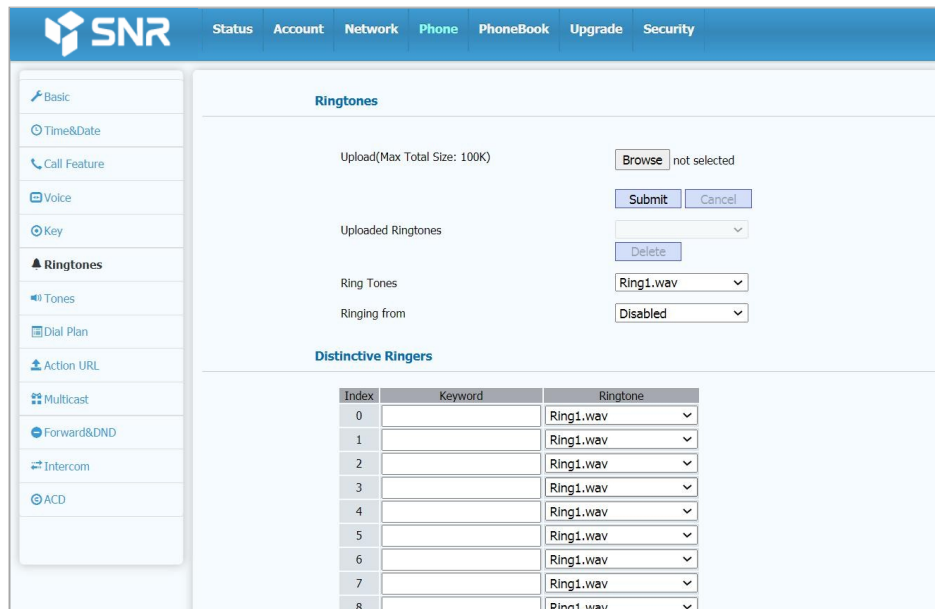 SNR
Status Account Network Phone PhoneBook Upgrade Security
Basic
Time&Date
Call Feature
Voice
Key
Ringtones
Tones
Dial Plan
Action URL
Multicast
Forward&DND
Intercom
ACD
Ringtones
Upload(Max Total Size: 100K) Browse not selected
Submit Cancel
Uploaded Ringtones
Delete
Ring Tones Ring1.wav
Ringing from Disabled
Distinctive Ringers
Index Keyword Ringtone
0 Ring1.wav
1 Ring1.wav
2 Ring1.wav
3 Ring1.wav
4 Ring1.wav
5 Ring1.wav
6 Ring1.wav
7 Ring1.wav
8 Ring1.wav